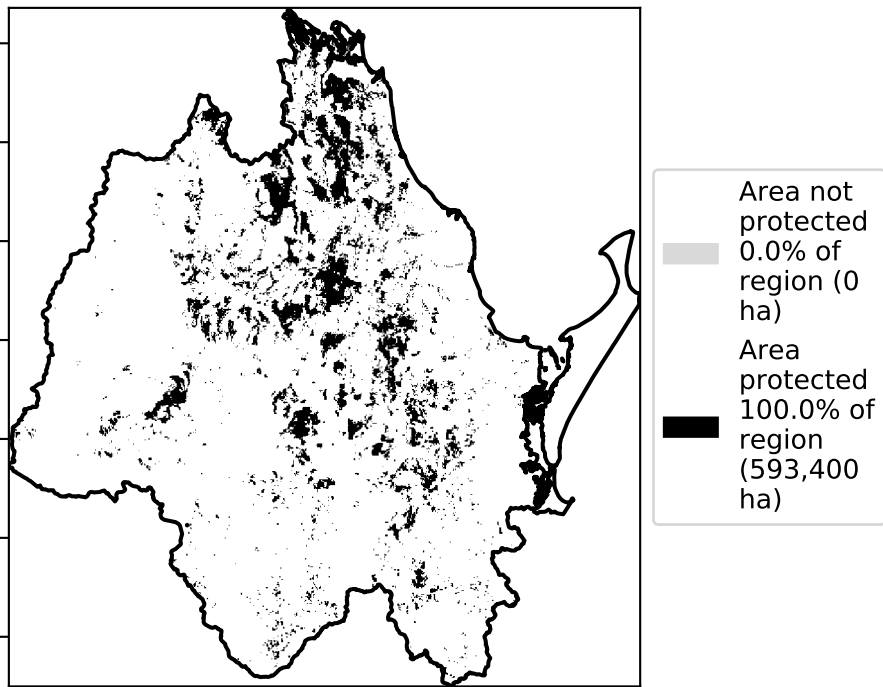 Area not
protected
0.0% of
region (0
ha)
Area
protected
100.0% of
region
(593,400
ha)